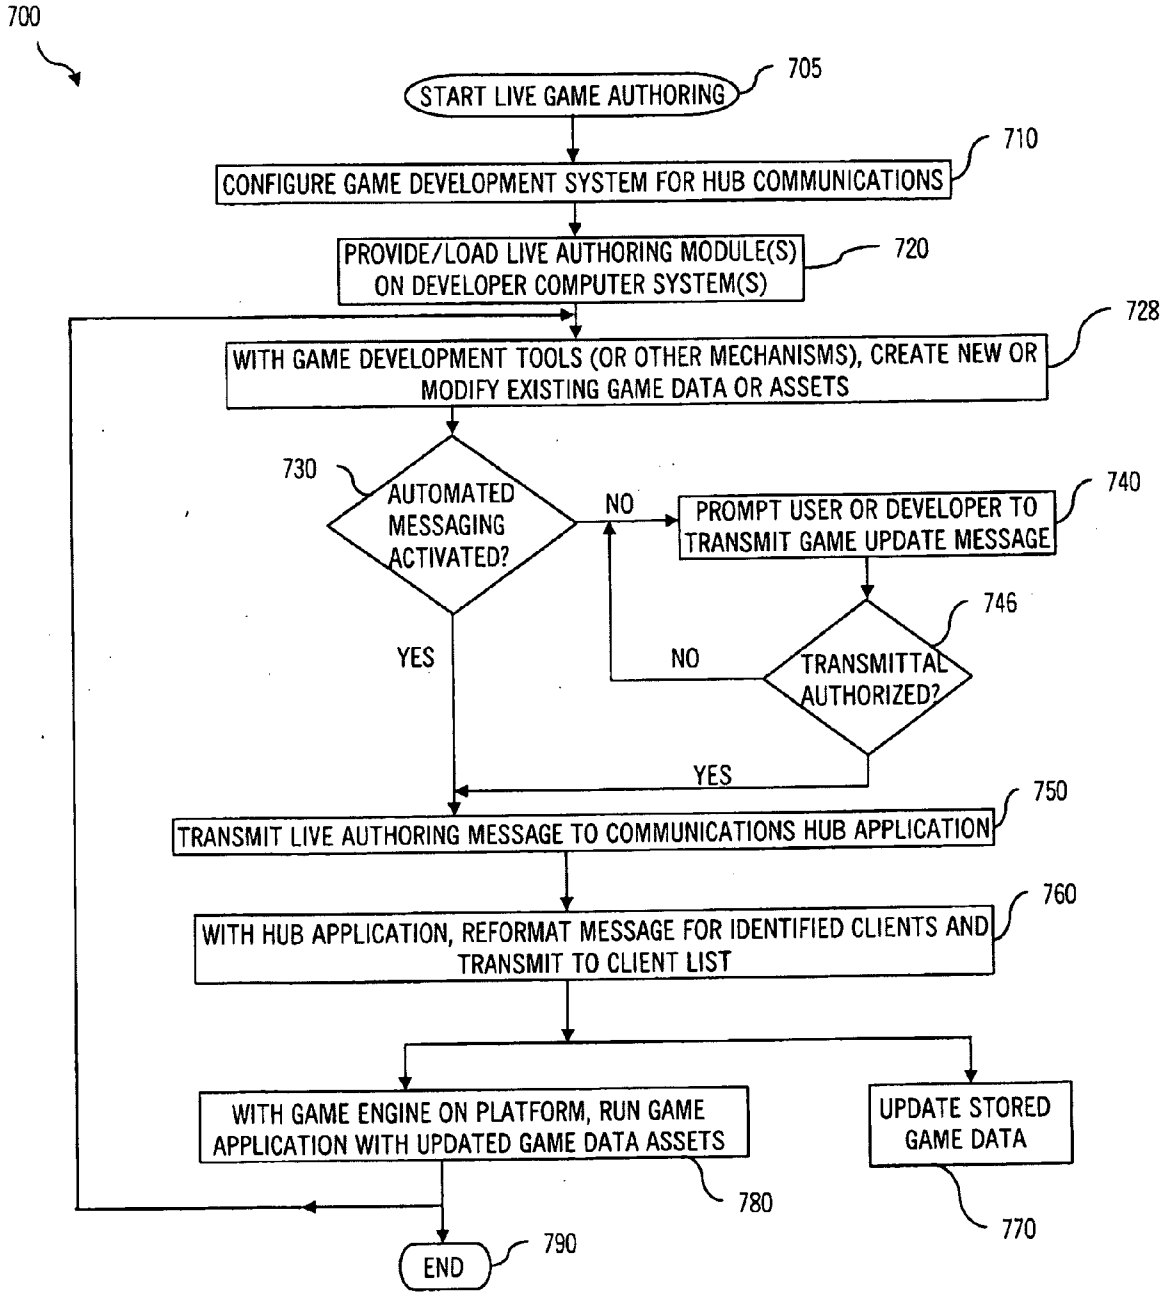 700
705
START LIVE GAME AUTHORING
710
CONFIGURE GAME DEVELOPMENT SYSTEM FOR HUB COMMUNICATIONS
720
PROVIDE/LOAD LIVE AUTHORING MODULE(S)
ON DEVELOPER COMPUTER SYSTEM(S)
728
WITH GAME DEVELOPMENT TOOLS (OR OTHER MECHANISMS), CREATE NEW OR
MODIFY EXISTING GAME DATA OR ASSETS
730
AUTOMATED
MESSAGING
ACTIVATED?
NO
740
PROMPT USER OR DEVELOPER TO
TRANSMIT GAME UPDATE MESSAGE
746
TRANSMITTAL
AUTHORIZED?
NO
YES
YES
750
TRANSMIT LIVE AUTHORING MESSAGE TO COMMUNICATIONS HUB APPLICATION
760
WITH HUB APPLICATION, REFORMAT MESSAGE FOR IDENTIFIED CLIENTS AND
TRANSMIT TO CLIENT LIST
WITH GAME ENGINE ON PLATFORM, RUN GAME
APPLICATION WITH UPDATED GAME DATA ASSETS
780
UPDATE STORED
GAME DATA
770
END
790